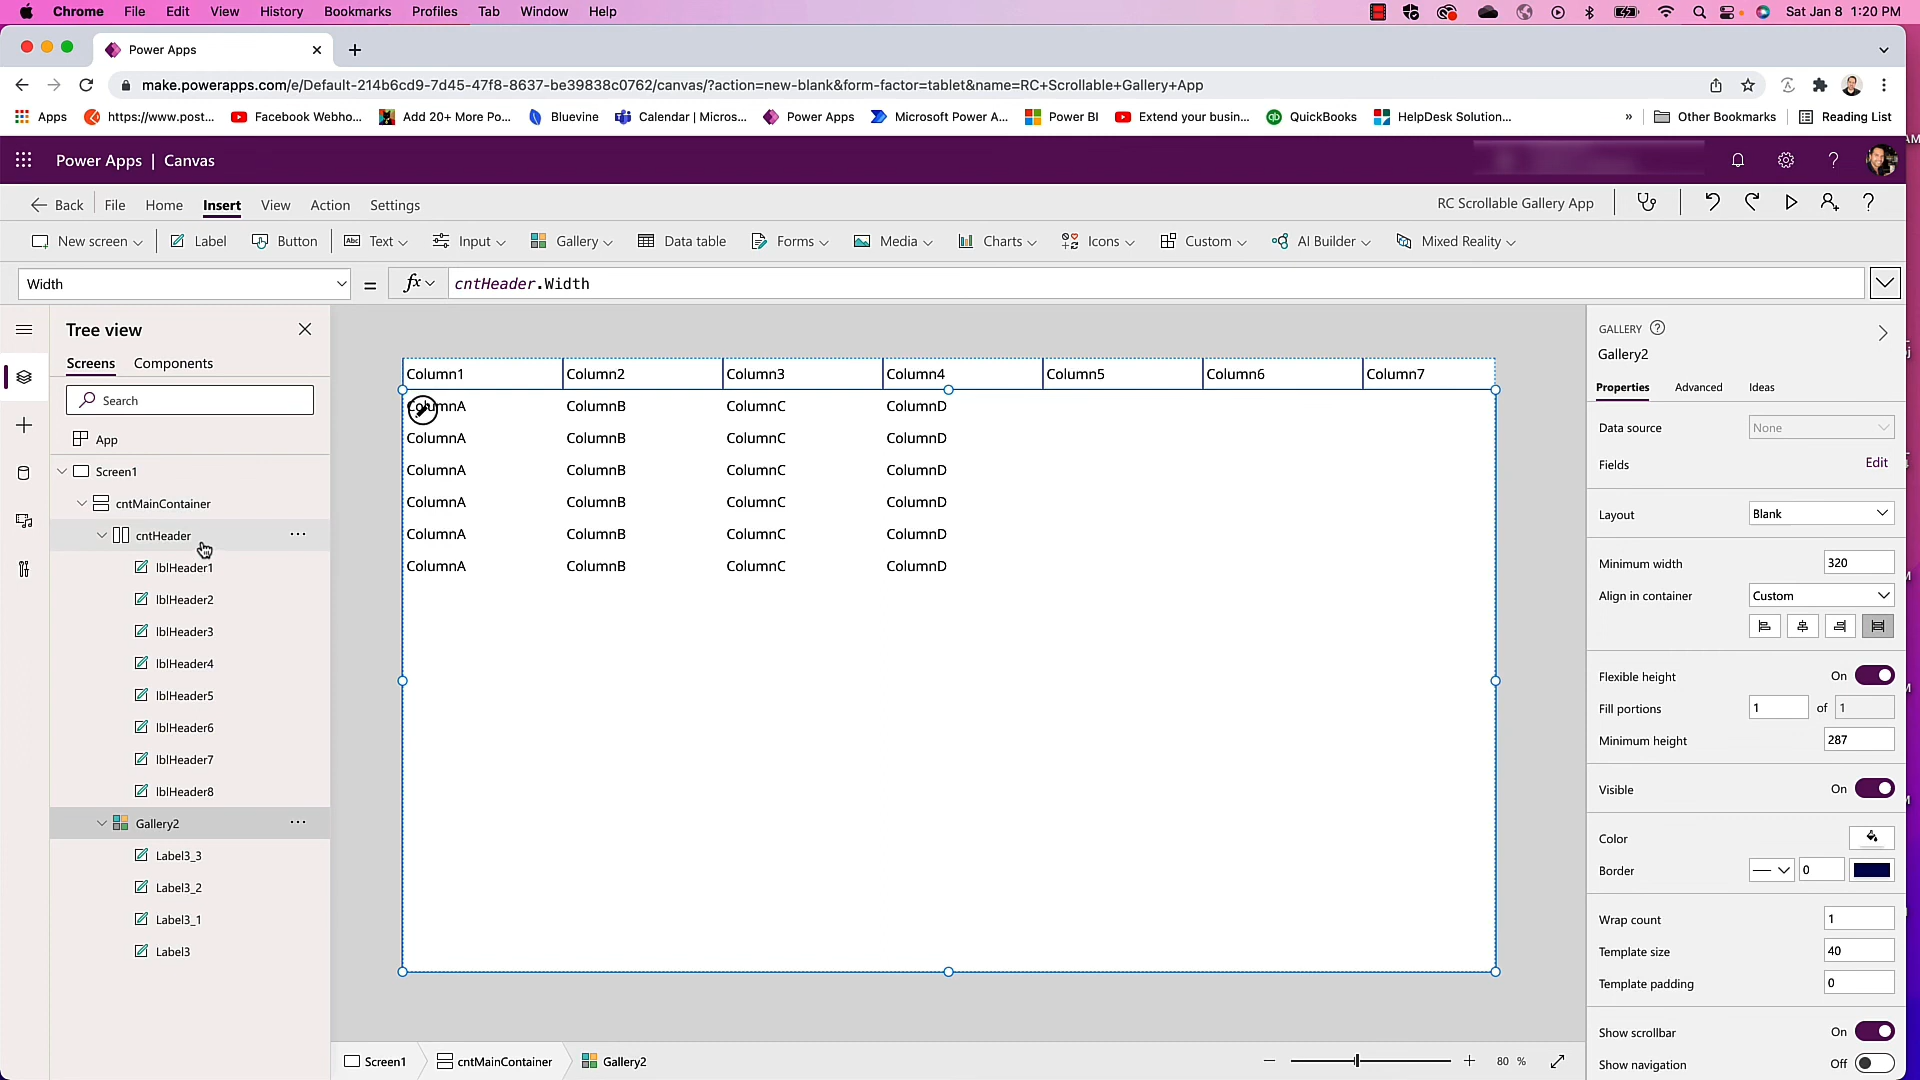 Chrome File Edit View History Bookmarks Profiles Tab Window Help Sat Jan 8 1:20 PM
Power Apps
make.powerapps.com/e/Default-214b6cd9-7d45-47f8-8637-be39838c0762/canvas/?action=new-blank&form-factor=tablet&name=RC+Scrollable+Gallery+App
Apps https://www.post... Facebook Webho... Add 20+ More Po... Bluevine Calendar | Micros... Power Apps Microsoft Power A... Power BI Extend your busin... QuickBooks HelpDesk Solution... » Other Bookmarks Reading List
Power Apps | Canvas
Back File Home Insert View Action Settings RC Scrollable Gallery App
New screen Label Button Text Input Gallery Data table Forms Media Charts Icons Custom AI Builder Mixed Reality
Width = fx cntHeader.Width
Tree view
Screens Components
Search
App
Screen1
cntMainContainer
cntHeader
lblHeader1
lblHeader2
lblHeader3
lblHeader4
lblHeader5
lblHeader6
lblHeader7
lblHeader8
Gallery2
Label3_3
Label3_2
Label3_1
Label3
Column1 Column2 Column3 Column4 Column5 Column6 Column7
ColumnA ColumnB ColumnC ColumnD
ColumnA ColumnB ColumnC ColumnD
ColumnA ColumnB ColumnC ColumnD
ColumnA ColumnB ColumnC ColumnD
ColumnA ColumnB ColumnC ColumnD
ColumnA ColumnB ColumnC ColumnD
Screen1 cntMainContainer Gallery2 80 %
GALLERY
Gallery2
Properties Advanced Ideas
Data source None
Fields Edit
Layout Blank
Minimum width 320
Align in container Custom
Flexible height On
Fill portions 1 of 1
Minimum height 287
Visible On
Color
Border 0
Wrap count 1
Template size 40
Template padding 0
Show scrollbar On
Show navigation Off